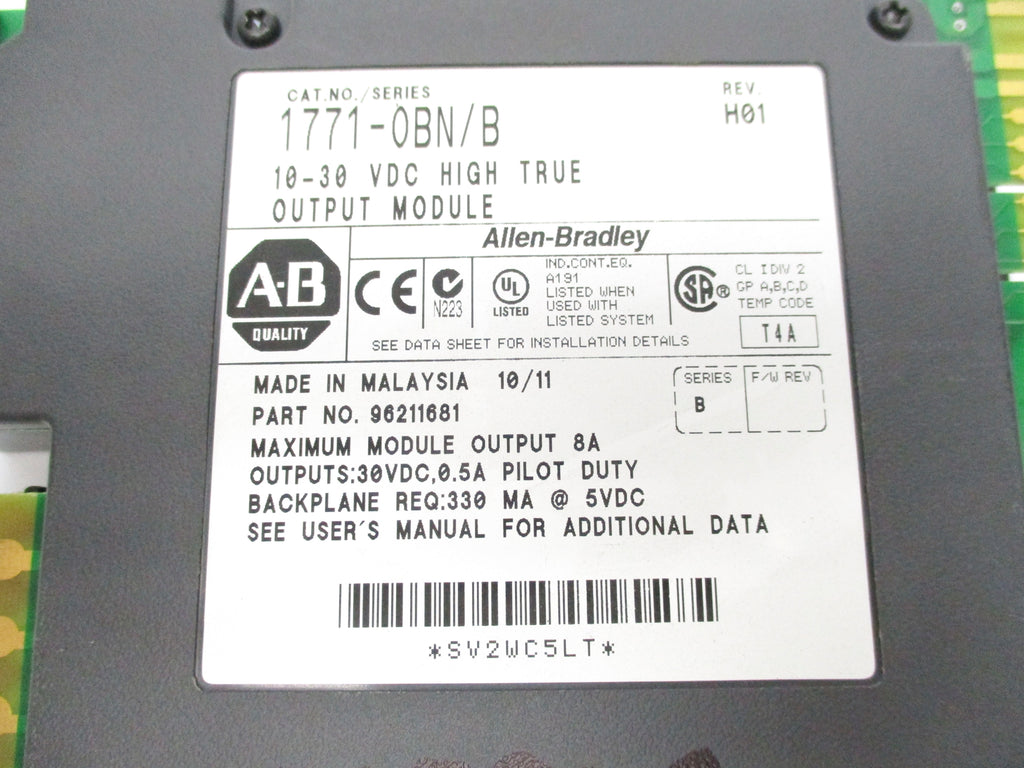 CAT.NO./SERIES
REV.
1771-OBN/B
H01
10-30 VDC HIGH TRUE
OUTPUT MODULE
Allen-Bradley
A-B
QUALITY
CE
N223
UL
LISTED
IND.CONT.EQ.
A191
LISTED WHEN
USED WITH
LISTED SYSTEM
SA ®
CL I DIV 2
GP A,B,C,D
TEMP CODE
T4A
SEE DATA SHEET FOR INSTALLATION DETAILS
MADE IN MALAYSIA 10/11
SERIES
F/W REV
B
PART NO. 96211681
MAXIMUM MODULE OUTPUT 8A
OUTPUTS:30VDC,0.5A PILOT DUTY
BACKPLANE REQ:330 MA @ 5VDC
SEE USER'S MANUAL FOR ADDITIONAL DATA
*SV2WC5LT*